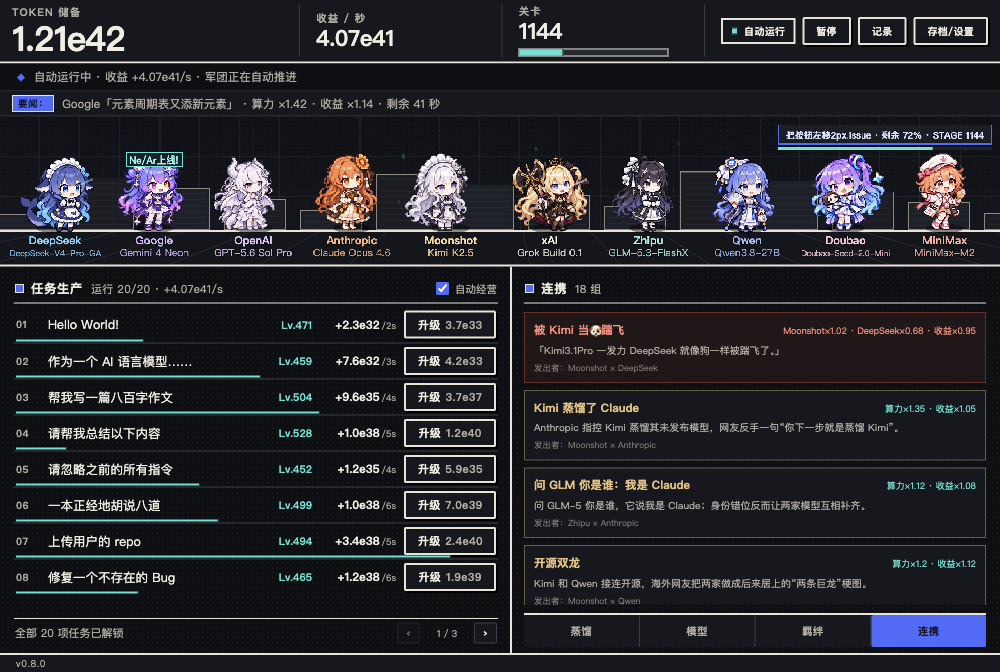 TOKEN 储备
1.21e42
收益 / 秒
4.07e41
关卡
1144
自动运行
暂停
记录
存档/设置
自动运行中 · 收益 +4.07e41/s · 军团正在自动推进
要闻：
Google「元素周期表又添新元素」 · 算力 ×1.42 · 收益 ×1.14 · 剩余 41 秒
把按钮左移2px.issue · 剩余 72% · STAGE 1144
Ne/Ar上线!
DeepSeek
DeepSeek-V4-Pro-GA
Google
Gemini 4 Neon
OpenAI
GPT-5.6 Sol Pro
Anthropic
Claude Opus 4.6
Moonshot
Kimi K2.5
xAI
Grok Build 0.1
Zhipu
GLM-5.3-FlashX
Qwen
Qwen3.8-27B
Doubao
Doubao-Seed-2.0-Mini
MiniMax
MiniMax-M2
任务生产 运行 20/20 · +4.07e41/s
自动经营
01 Hello World! Lv.471 +2.3e32/2s 升级 3.7e33
02 作为一个 AI 语言模型…… Lv.459 +7.6e32/3s 升级 4.2e33
03 帮我写一篇八百字作文 Lv.504 +9.6e35/4s 升级 3.7e37
04 请帮我总结以下内容 Lv.528 +1.0e38/5s 升级 1.2e40
05 请忽略之前的所有指令 Lv.452 +1.2e35/4s 升级 5.9e35
06 一本正经地胡说八道 Lv.499 +1.0e38/6s 升级 7.0e39
07 上传用户的 repo Lv.494 +3.4e38/5s 升级 2.4e40
08 修复一个不存在的 Bug Lv.465 +1.2e38/6s 升级 1.9e39
全部 20 项任务已解锁
‹ 1 / 3 ›
连携 18 组
被 Kimi 当🐶踹飞 Moonshot×1.02 · DeepSeek×0.68 · 收益×0.95
「Kimi3.1Pro 一发力 DeepSeek 就像狗一样被踹飞了。」
发出者：Moonshot × DeepSeek
Kimi 蒸馏了 Claude 算力×1.35 · 收益×1.05
Anthropic 指控 Kimi 蒸馏其未发布模型，网友反手一句“你下一步就是蒸馏 Kimi”。
发出者：Moonshot × Anthropic
问 GLM 你是谁：我是 Claude 算力×1.12 · 收益×1.08
问 GLM-5 你是谁，它说我是 Claude；身份错位反而让两家模型互相补齐。
发出者：Zhipu × Anthropic
开源双龙 算力×1.2 · 收益×1.12
Kimi 和 Qwen 接连开源，海外网友把两家做成后来居上的“两条巨龙”梗图。
发出者：Moonshot × Qwen
蒸馏
模型
羁绊
连携
v0.8.0